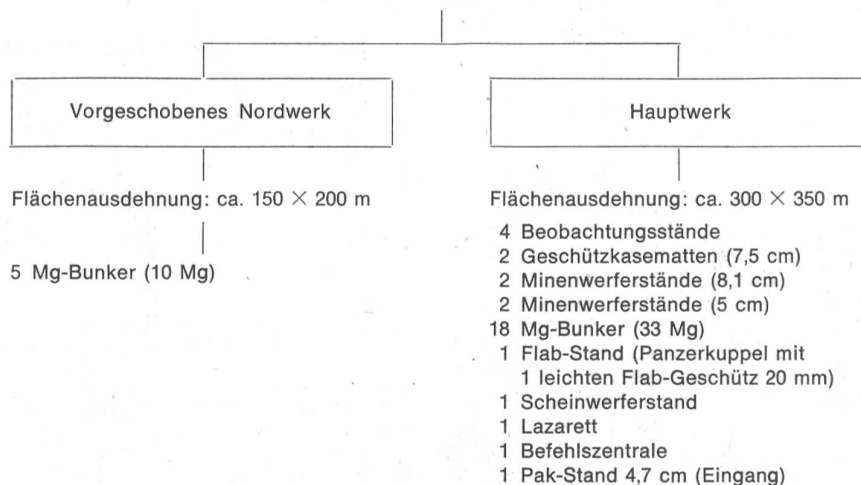 Vorgeschobenes Nordwerk
Flächenausdehnung: ca. 150 × 200 m
5 Mg-Bunker (10 Mg)
Hauptwerk
Flächenausdehnung: ca. 300 × 350 m
4 Beobachtungsstände
2 Geschützkasematten (7,5 cm)
2 Minenwerferstände (8,1 cm)
2 Minenwerferstände (5 cm)
18 Mg-Bunker (33 Mg)
1 Flab-Stand (Panzerkuppel mit
1 leichten Flab-Geschütz 20 mm)
1 Scheinwerferstand
1 Lazarett
1 Befehlszentrale
1 Pak-Stand 4,7 cm (Eingang)